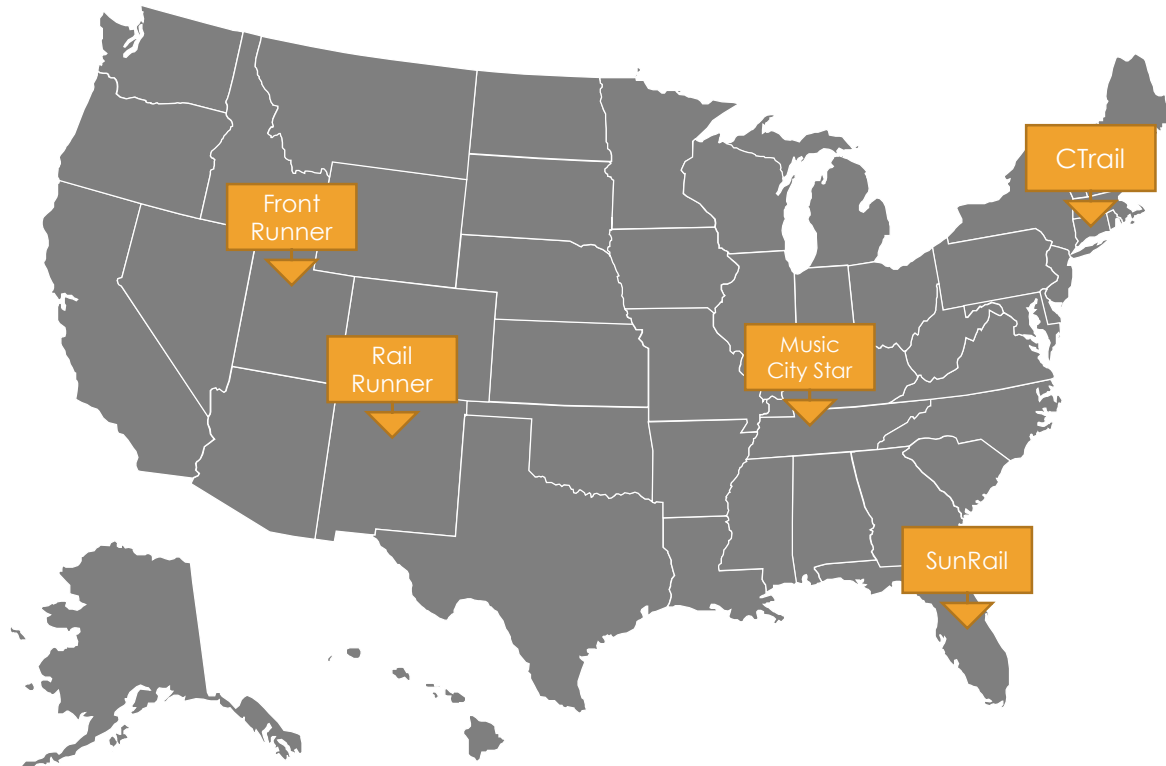 CTrail
Front
Runner
Music
City Star
Rail
Runner
SunRail